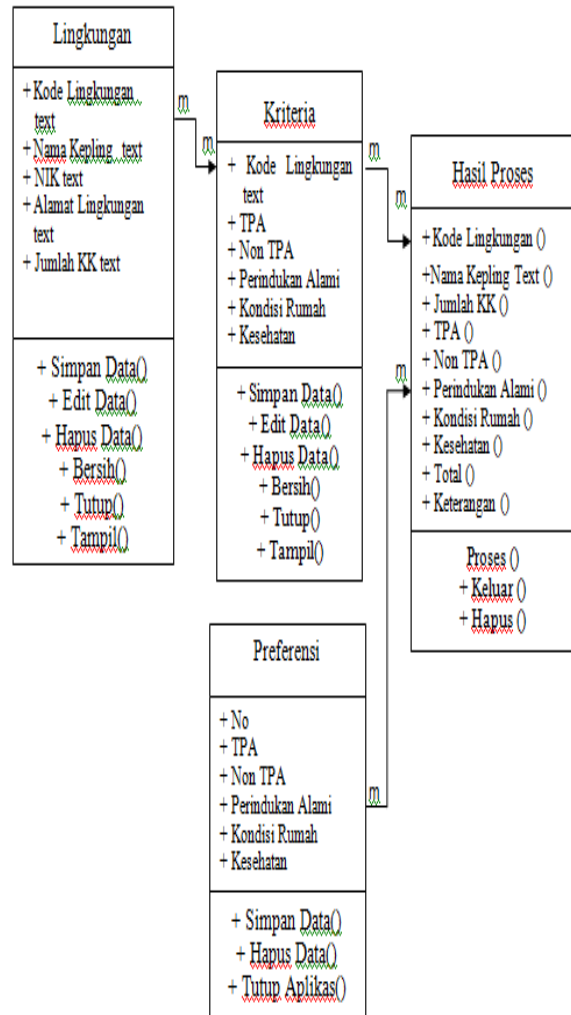 Lingkungan
+ Kode Lingkungan
text
+ Nama Kepling text
+ NIK text
+ Alamat Lingkungan
text
+ Jumlah KK text
+ Simpan Data()
+ Edit Data()
+ Hapus Data()
+ Bersih()
+ Tutup()
+ Tampil()
m
m
Kriteria
+ Kode Lingkungan
text
+ TPA
+ Non TPA
+ Perindukan Alami
+ Kondisi Rumah
+ Kesehatan
+ Simpan Data()
+ Edit Data()
+ Hapus Data()
+ Bersih()
+ Tutup()
+ Tampil()
m
m
Hasil Proses
+ Kode Lingkungan ()
+Nama Kepling Text ()
+ Jumlah KK ()
+ TPA ()
+ Non TPA ()
+ Perindukan Alami ()
+ Kondisi Rumah ()
+ Kesehatan ()
+ Total ()
+ Keterangan ()
Proses ()
+ Keluar ()
+ Hapus ()
m
Preferensi
+ No
+ TPA
+ Non TPA
+ Perindukan Alami
+ Kondisi Rumah
+ Kesehatan
+ Simpan Data()
+ Hapus Data()
+ Tutup Aplikas()
m